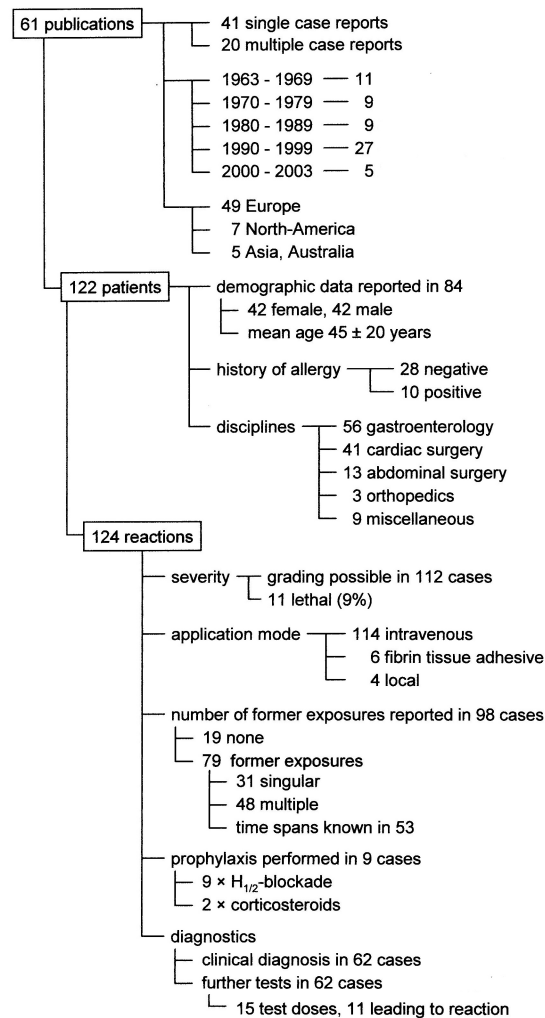 61 publications
41 single case reports
20 multiple case reports
1963 - 1969 — 11
1970 - 1979 — 9
1980 - 1989 — 9
1990 - 1999 — 27
2000 - 2003 — 5
49 Europe
7 North-America
5 Asia, Australia
122 patients
demographic data reported in 84
42 female, 42 male
mean age 45 ± 20 years
history of allergy
28 negative
10 positive
disciplines
56 gastroenterology
41 cardiac surgery
13 abdominal surgery
3 orthopedics
9 miscellaneous
124 reactions
severity
grading possible in 112 cases
11 lethal (9%)
application mode
114 intravenous
6 fibrin tissue adhesive
4 local
number of former exposures reported in 98 cases
19 none
79 former exposures
31 singular
48 multiple
time spans known in 53
prophylaxis performed in 9 cases
9 × H1/2-blockade
2 × corticosteroids
diagnostics
clinical diagnosis in 62 cases
further tests in 62 cases
15 test doses, 11 leading to reaction